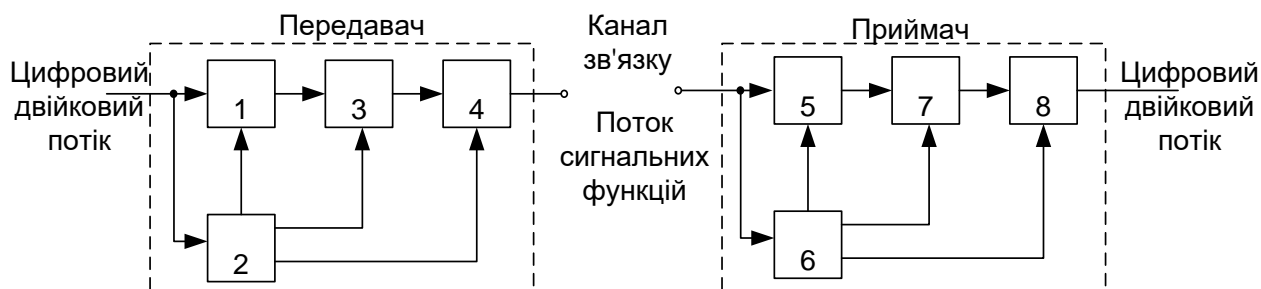 Передавач
Канал
зв'язку
Приймач
Цифровий
двійковий
потік
1
3
4
2
Поток
сигнальних
функцій
5
7
8
6
Цифровий
двійковий
потік